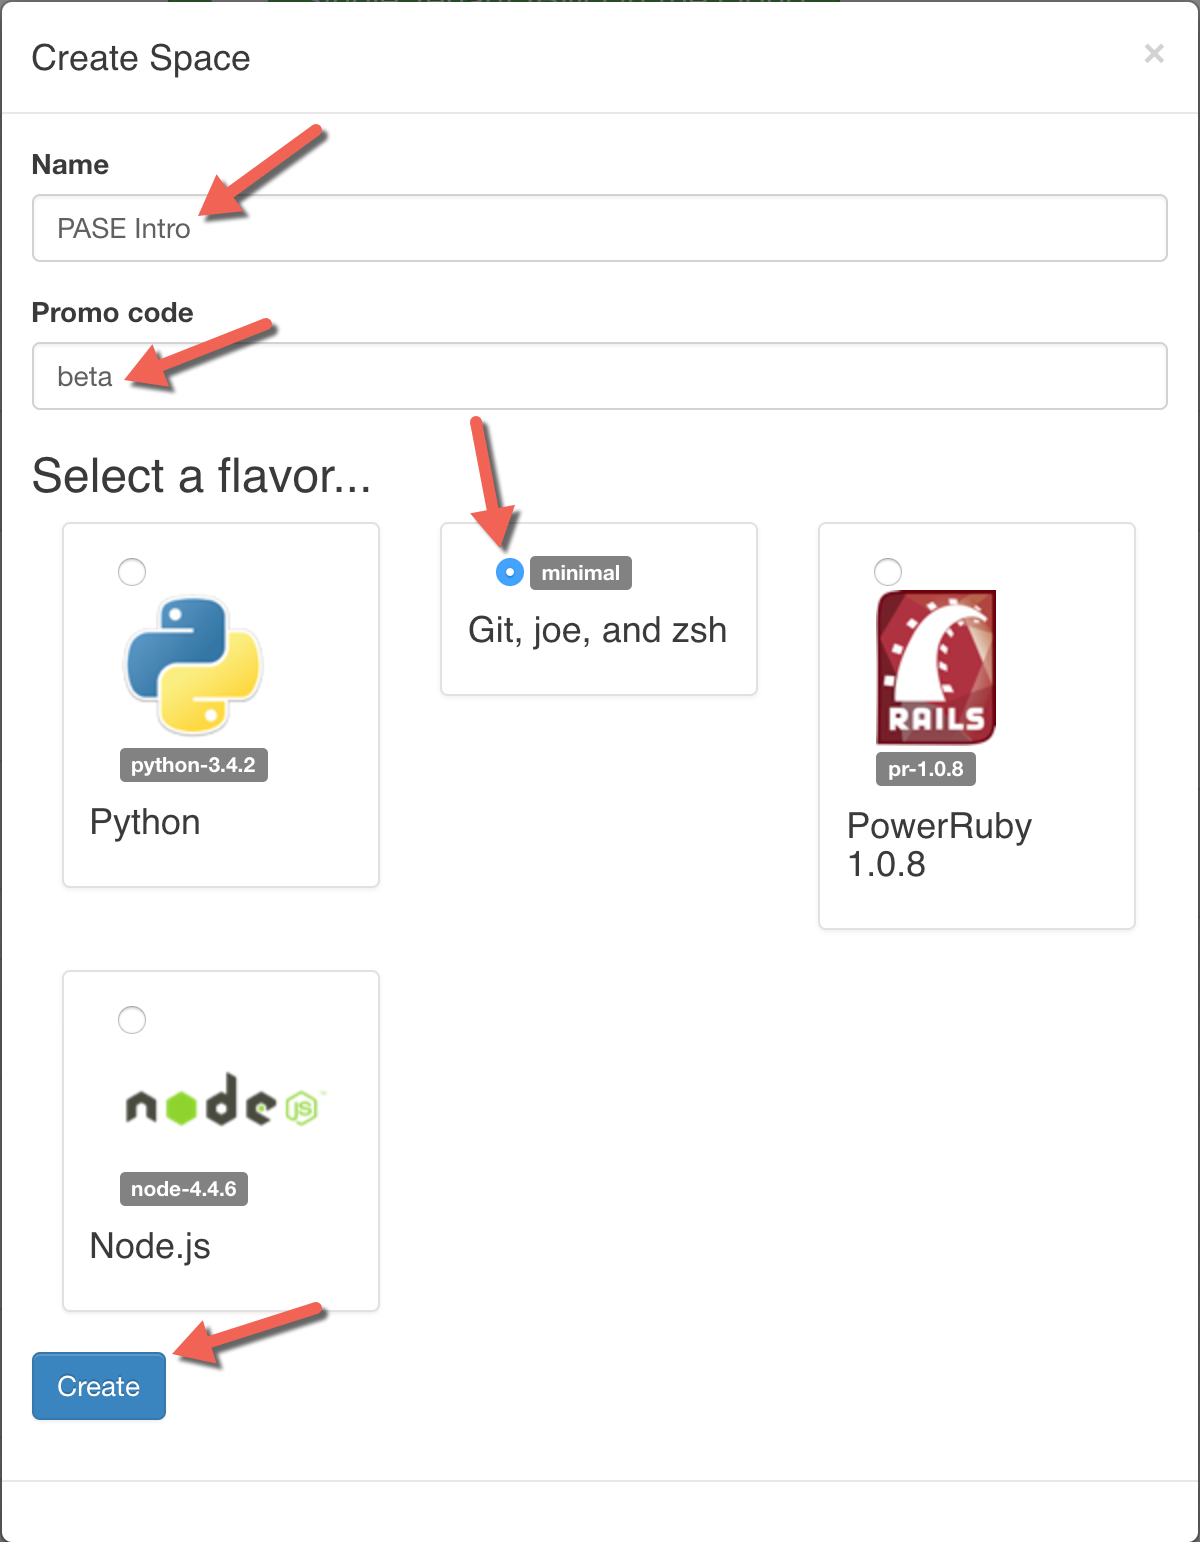 Create Space
×
Name
PASE Intro
Promo code
beta
Select a flavor...
python-3.4.2
Python
minimal
Git, joe, and zsh
RAILS
pr-1.0.8
PowerRuby
1.0.8
node JS ™
node-4.4.6
Node.js
Create